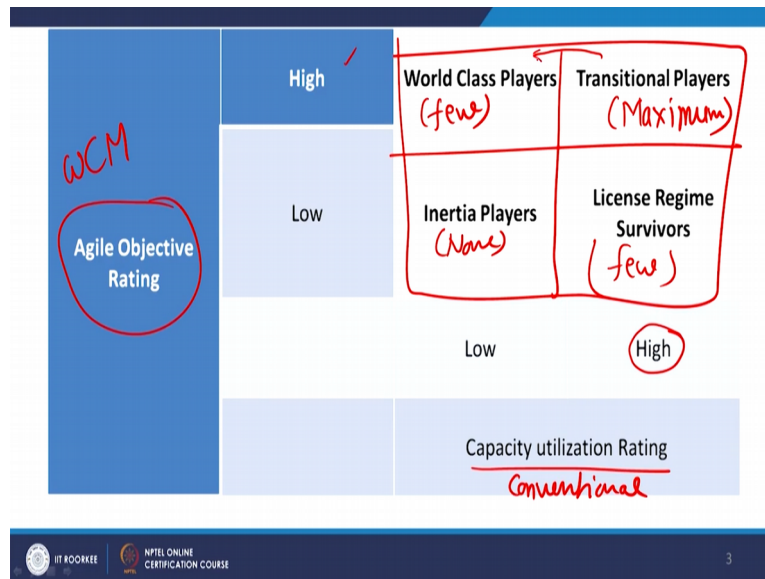 High
World Class Players
Transitional Players
(few)
(Maximum)
WCM
Agile Objective
Rating
Low
Inertia Players
(None)
License Regime
Survivors
(few)
Low
High
Capacity utilization Rating
Conventional
IIT ROORKEE
NPTEL ONLINE
CERTIFICATION COURSE
3